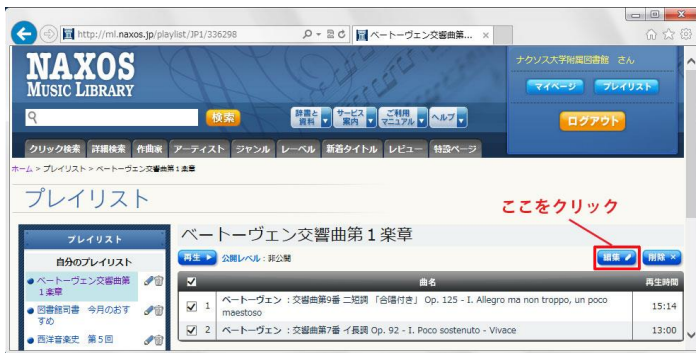 http://ml.naxos.jp/playlist/JP1/336298
ベートーヴェン交響曲第...
NAXOS
MUSIC LIBRARY
ナクソス大学附属図書館 さん
マイページ
プレイリスト
検索
辞書と資料
サービス案内
ご利用マニュアル
ヘルプ
ログアウト
クリック検索 詳細検索 作曲家 アーティスト ジャンル レーベル 新着タイトル レビュー 特設ページ
ホーム > プレイリスト > ベートーヴェン交響曲第1楽章
プレイリスト
ここをクリック
プレイリスト
自分のプレイリスト
ベートーヴェン交響曲第
1楽章
図書館司書 今月のおす
すめ
西洋音楽史 第5回
ベートーヴェン交響曲第1楽章
再生
公開レベル : 非公開
編集
削除 ×
曲名
再生時間
1 ベートーヴェン : 交響曲第9番 ニ短調 「合唱付き」 Op. 125 - I. Allegro ma non troppo, un poco
maestoso
15:14
2 ベートーヴェン : 交響曲第7番 イ長調 Op. 92 - I. Poco sostenuto - Vivace
13:00